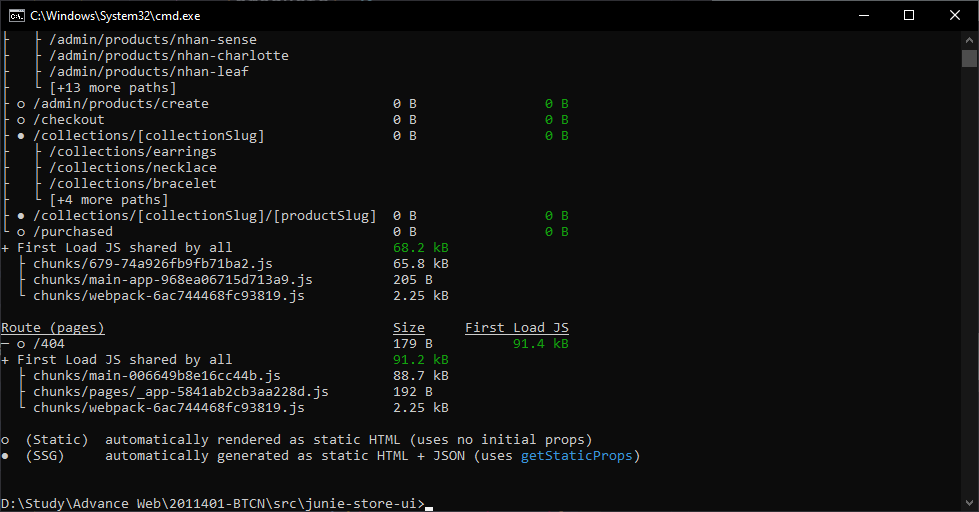 C:\Windows\System32\cmd.exe
├   ├ /admin/products/nhan-sense
├   ├ /admin/products/nhan-charlotte
├   ├ /admin/products/nhan-leaf
├   └ [+13 more paths]
├ ○ /admin/products/create 0 B 0 B
├ ○ /checkout 0 B 0 B
├ ● /collections/[collectionSlug] 0 B 0 B
├   ├ /collections/earrings
├   ├ /collections/necklace
├   ├ /collections/bracelet
├   └ [+4 more paths]
├ ● /collections/[collectionSlug]/[productSlug] 0 B 0 B
└ ○ /purchased 0 B 0 B
+ First Load JS shared by all 68.2 kB
  ├ chunks/679-74a926fb9fb71ba2.js 65.8 kB
  ├ chunks/main-app-968ea06715d713a9.js 205 B
  └ chunks/webpack-6ac744468fc93819.js 2.25 kB
Route (pages) Size First Load JS
─ ○ /404 179 B 91.4 kB
+ First Load JS shared by all 91.2 kB
  ├ chunks/main-006649b8e16cc44b.js 88.7 kB
  ├ chunks/pages/_app-5841ab2cb3aa228d.js 192 B
  └ chunks/webpack-6ac744468fc93819.js 2.25 kB
○ (Static) automatically rendered as static HTML (uses no initial props)
● (SSG) automatically generated as static HTML + JSON (uses getStaticProps)
D:\Study\Advance Web\2011401-BTCN\src\junie-store-ui>